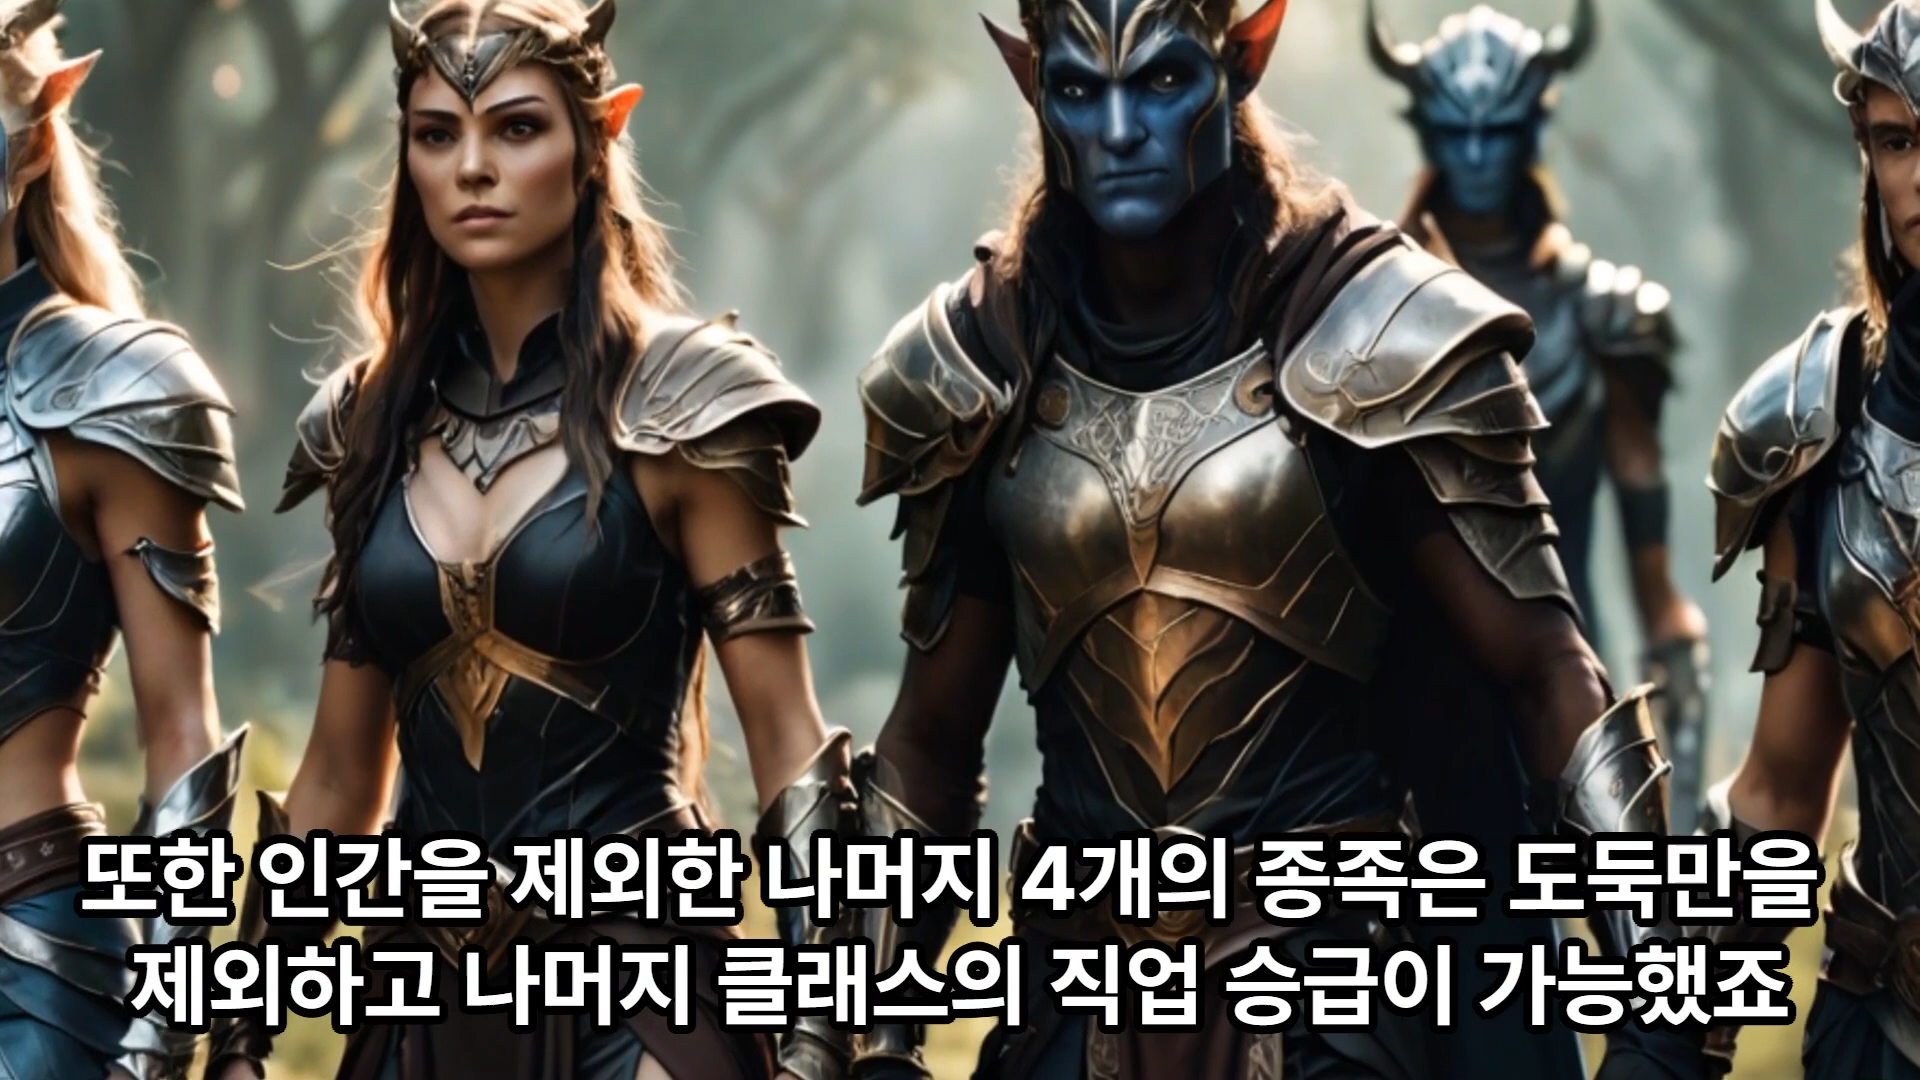 또한 인간을 제외한 나머지 4개의 종족은 도둑만을
제외하고 나머지 클래스의 직업 승급이 가능했죠